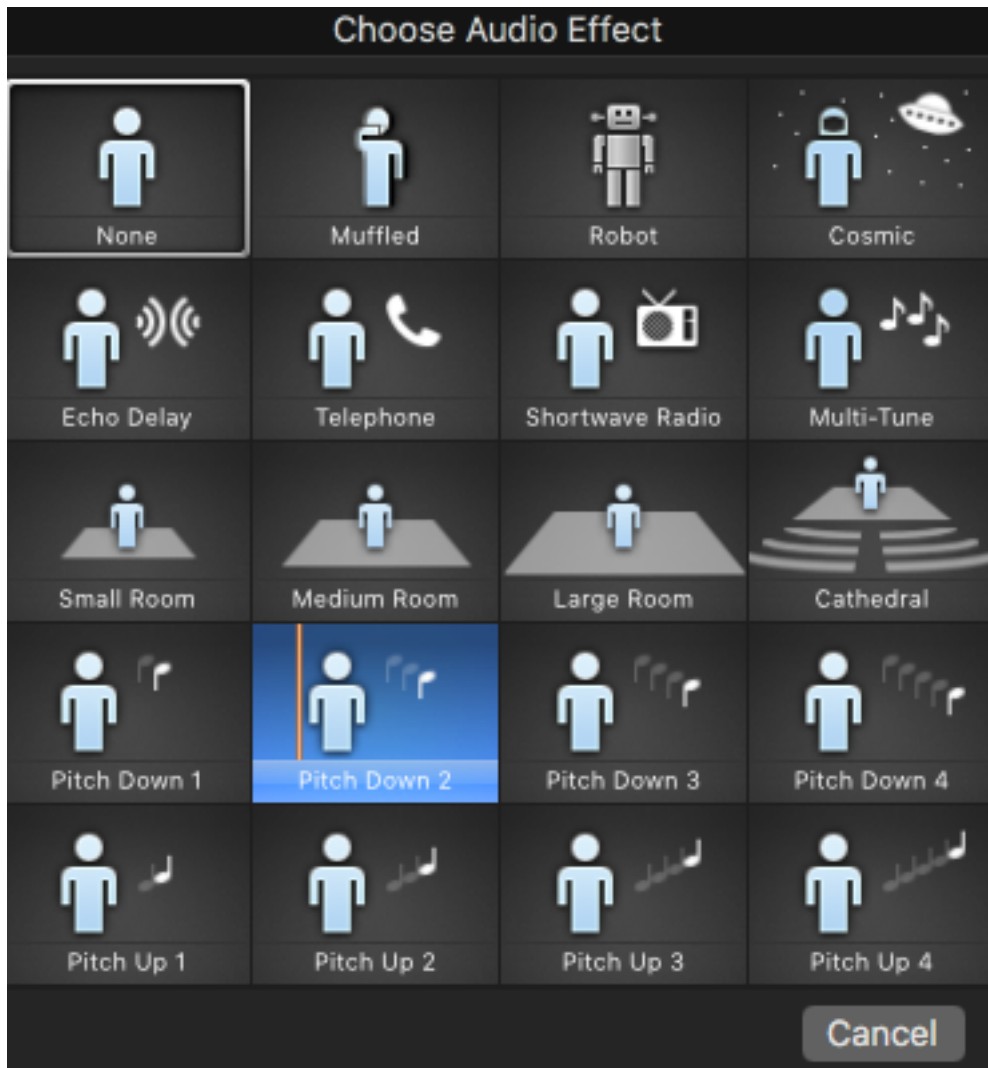 Choose Audio Effect
None Muffled Robot Cosmic
Echo Delay Telephone Shortwave Radio Multi-Tune
Small Room Medium Room Large Room Cathedral
Pitch Down 1 Pitch Down 2 Pitch Down 3 Pitch Down 4
Pitch Up 1 Pitch Up 2 Pitch Up 3 Pitch Up 4
Cancel